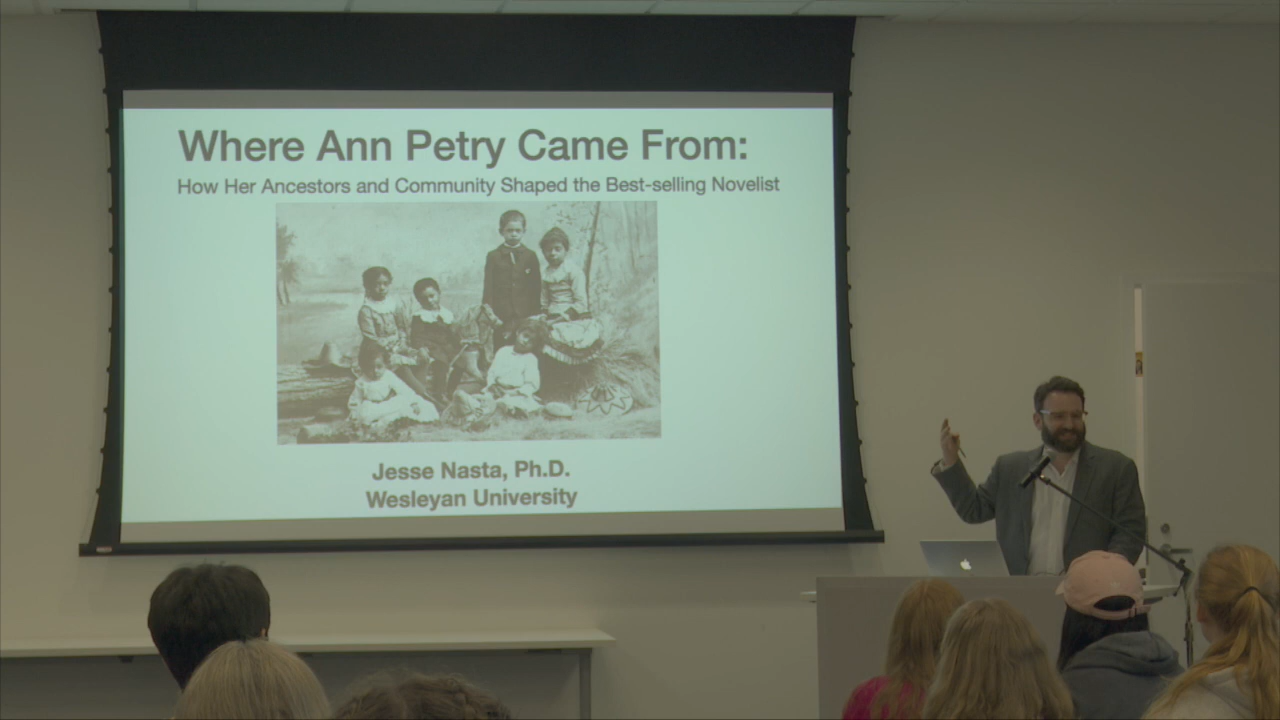 Where Ann Petry Came From:
How Her Ancestors and Community Shaped the Best-selling Novelist
Jesse Nasta, Ph.D.
Wesleyan University